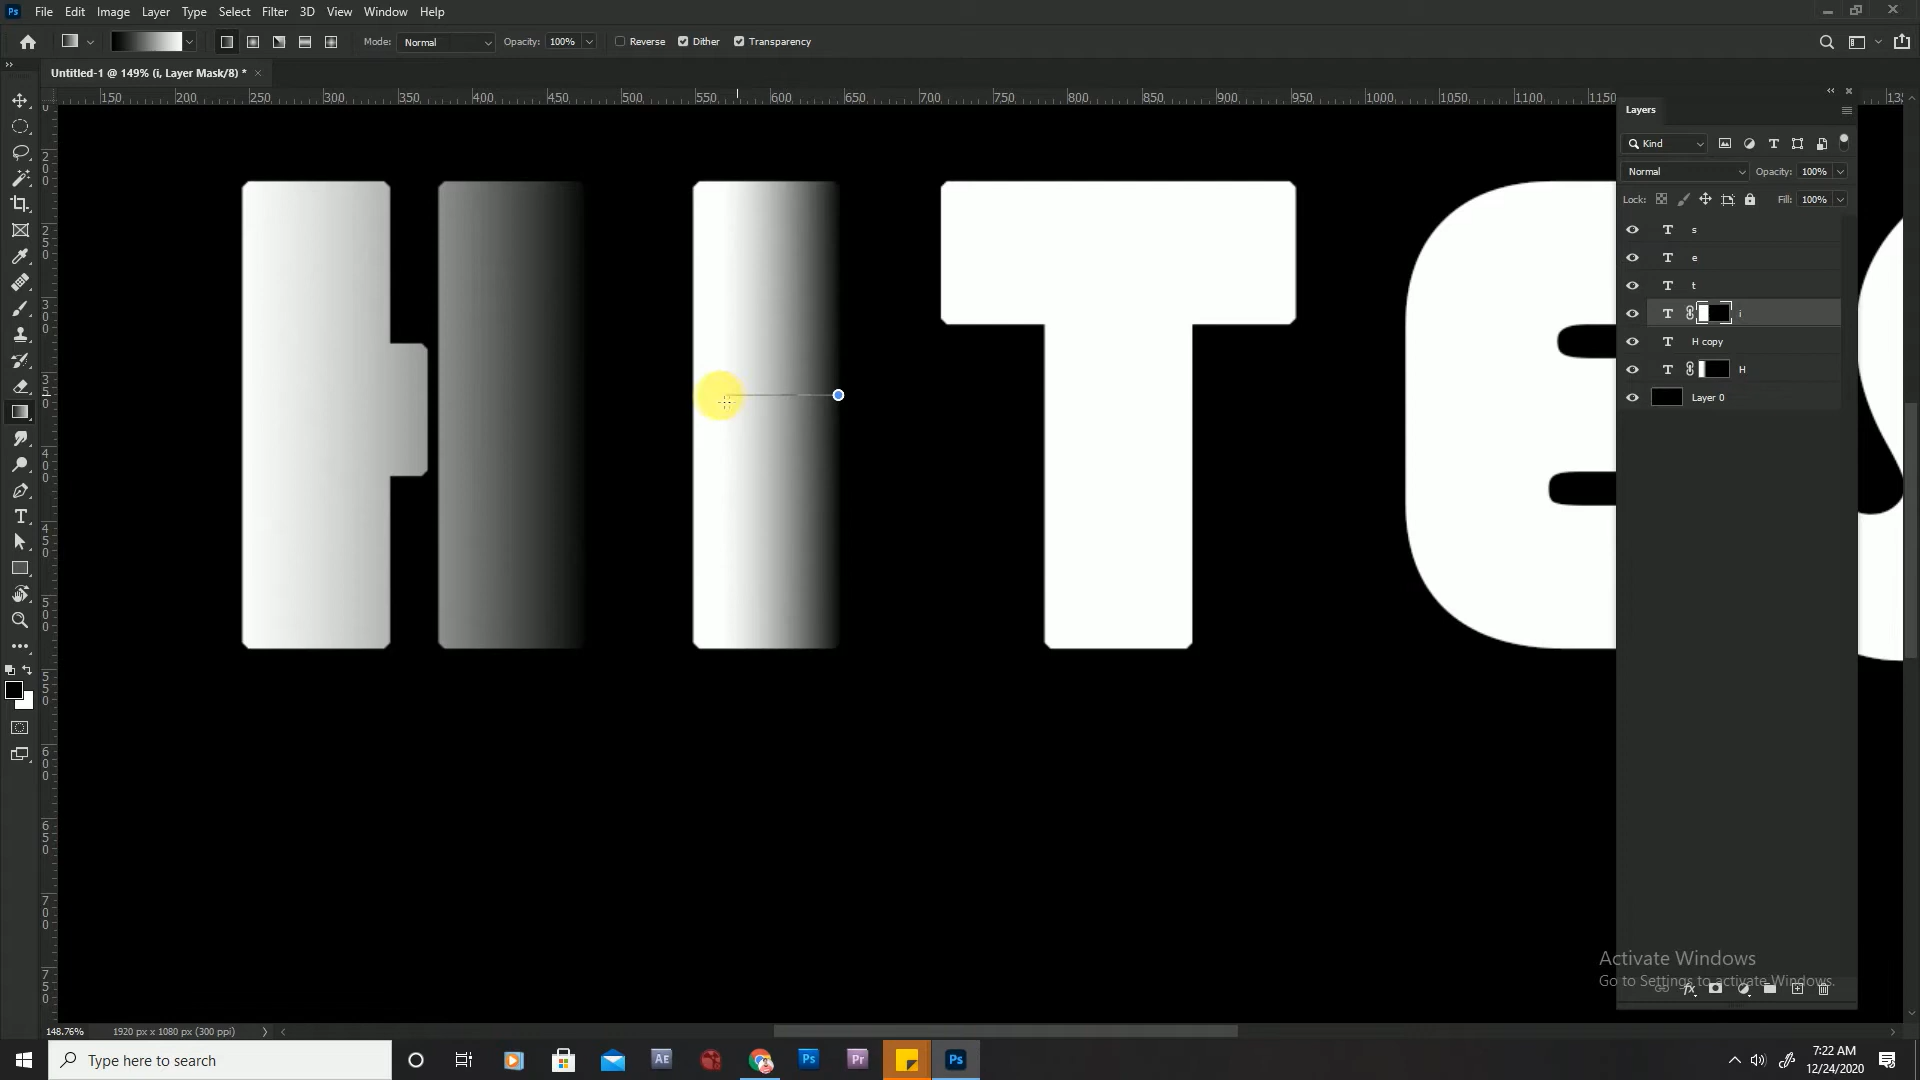 File Edit Image Layer Type Select Filter 3D View Window Help
Mode: Normal Opacity: 100% Reverse Dither Transparency
Untitled-1 @ 149% (i, Layer Mask/8) *
150 200 250 300 350 400 450 500 550 600 650 700 750 800 850 900 950 1000 1050 1100 1150
Layers
Kind
Normal Opacity: 100%
Lock: Fill: 100%
s
e
t
i
H copy
H
Layer 0
H I T E
Activate Windows
Go to Settings to activate Windows.
148.76% 1920 px x 1080 px (300 ppi)
Type here to search
7:22 AM
12/24/2020